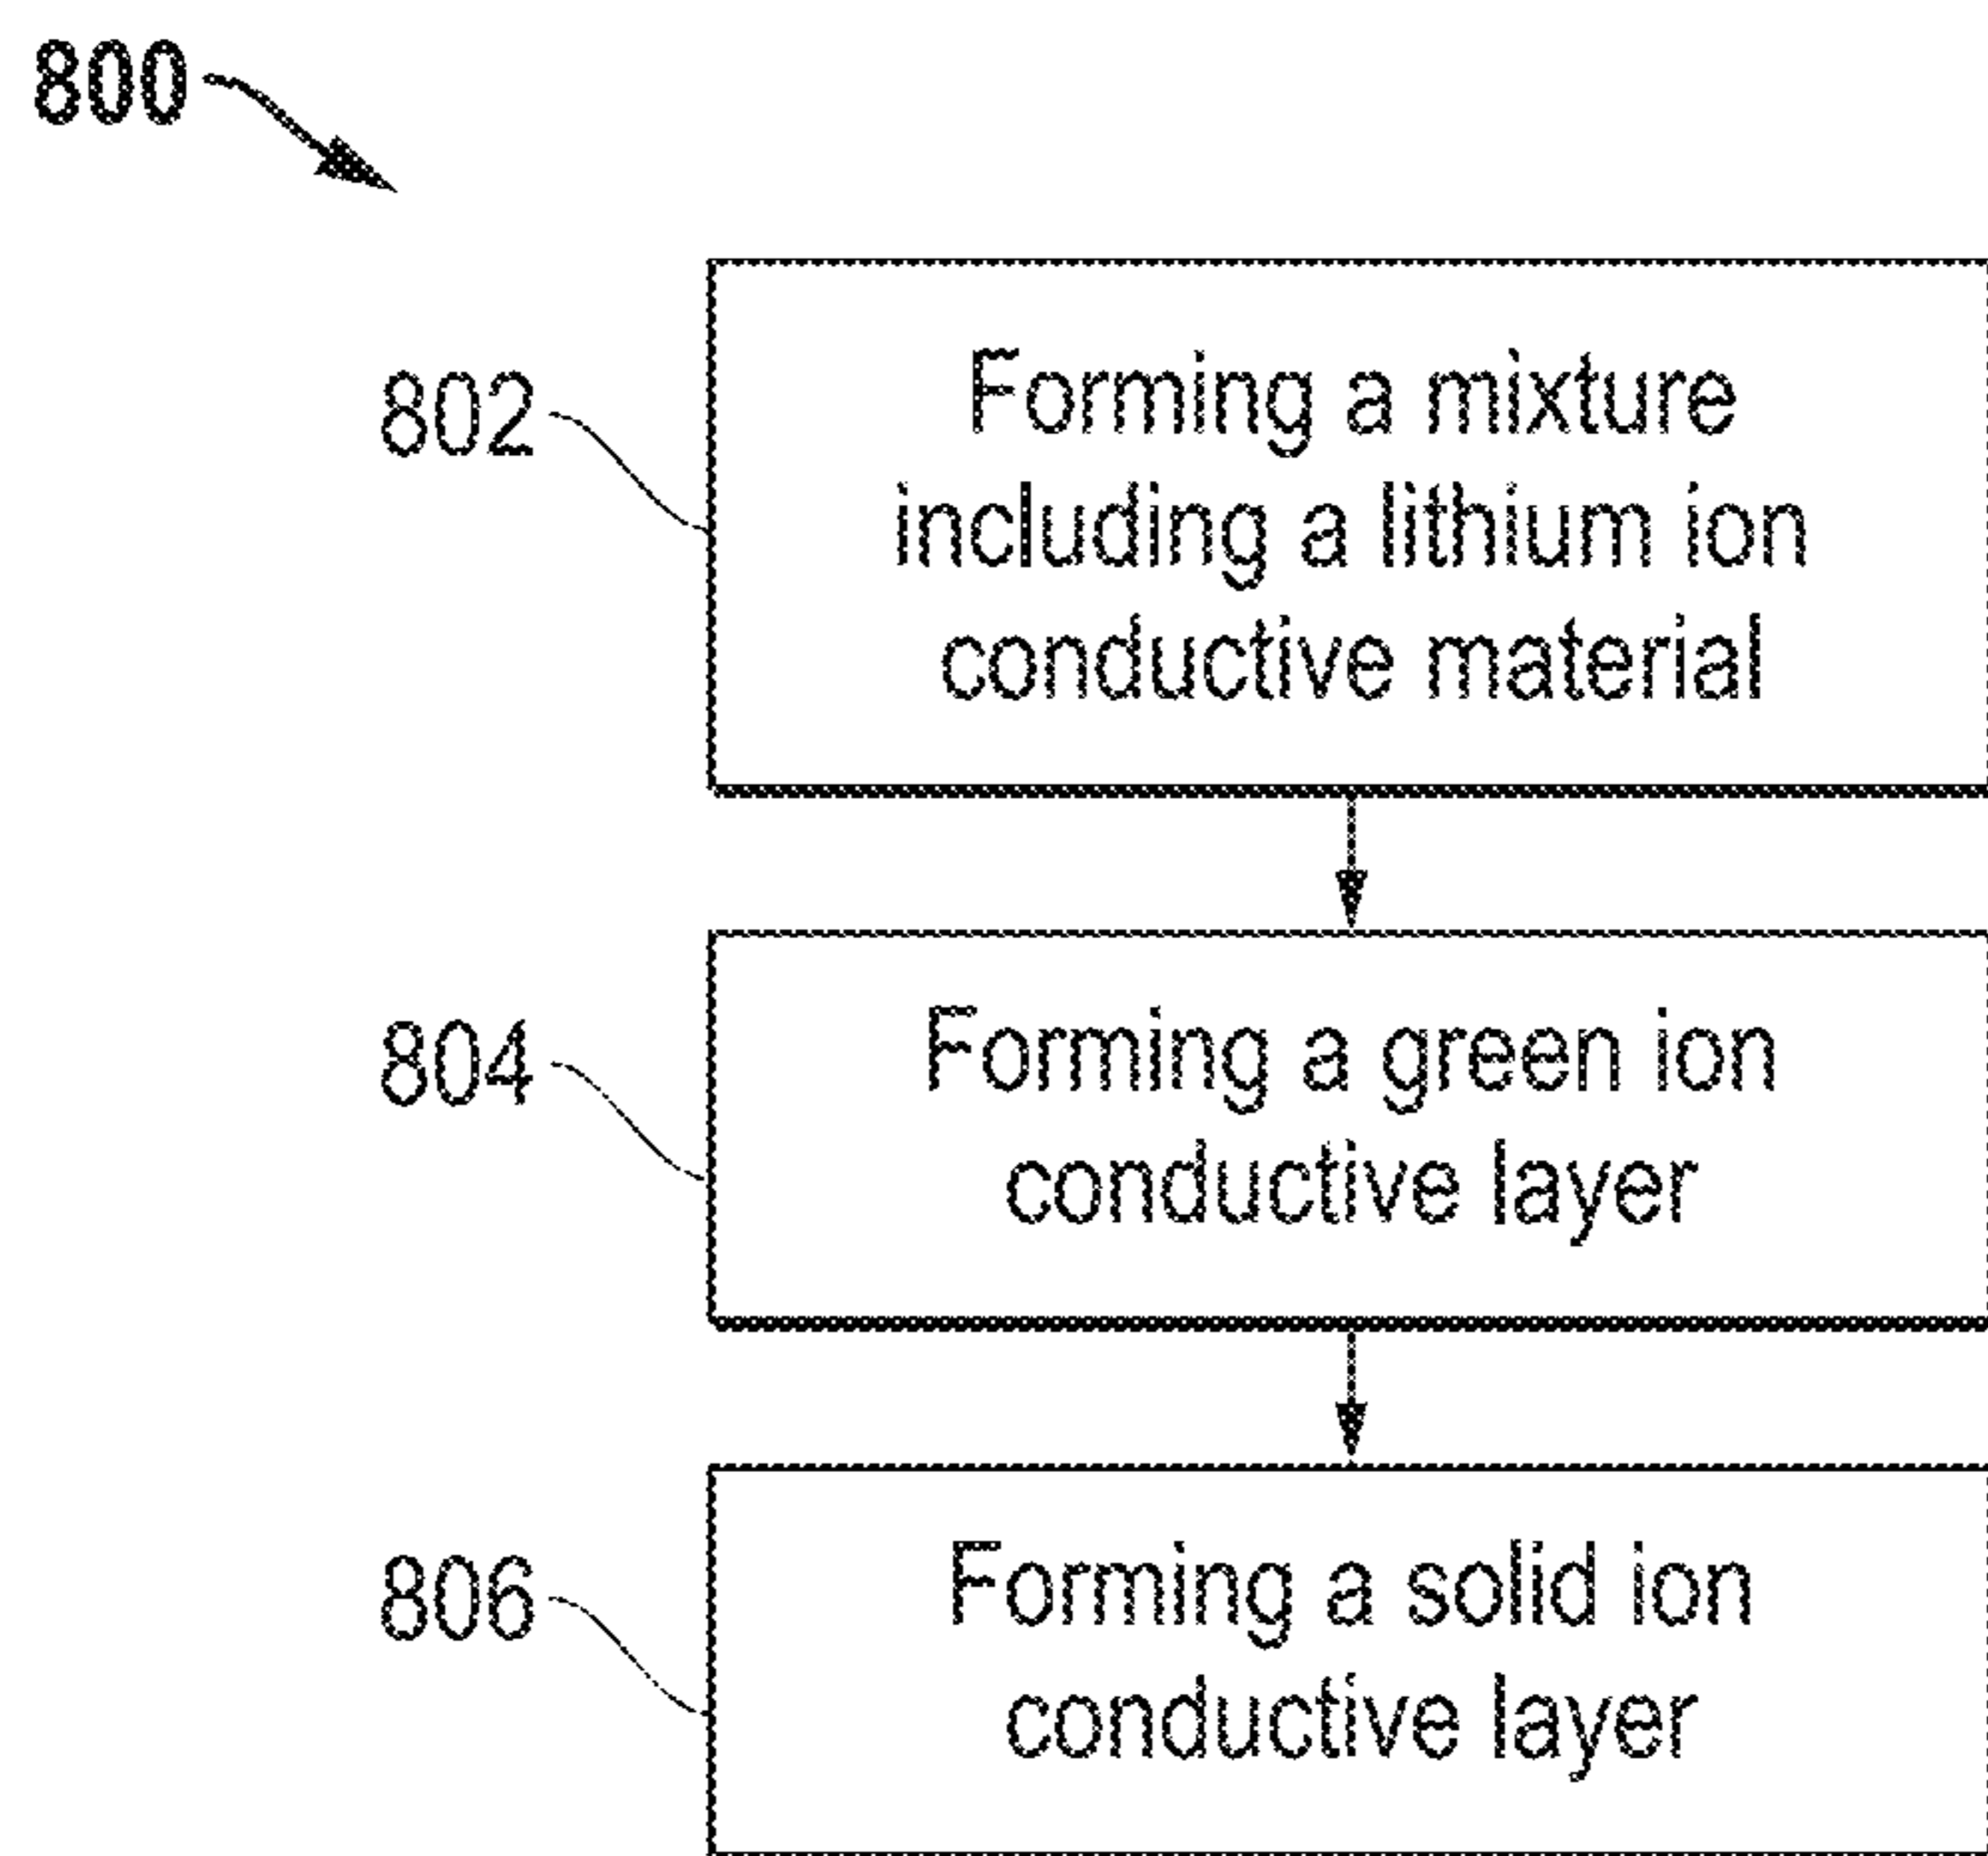 800
802
Forming a mixture
including a lithium ion
conductive material
804
Forming a green ion
conductive layer
806
Forming a solid ion
conductive layer